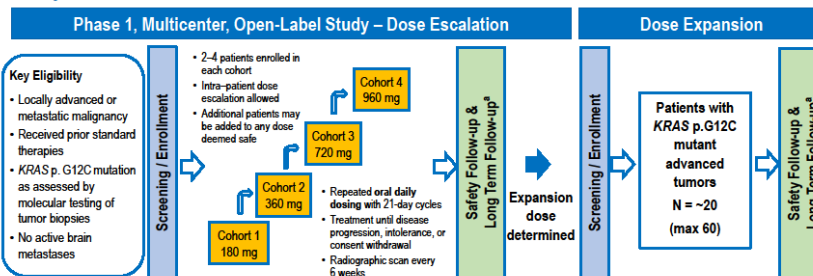 Phase 1, Multicenter, Open-Label Study – Dose Escalation
Dose Expansion
Key Eligibility
• Locally advanced or
metastatic malignancy
• Received prior standard
therapies
• KRAS p. G12C mutation
as assessed by
molecular testing of
tumor biopsies
• No active brain
metastases
Screening / Enrollment
• 2–4 patients enrolled in
each cohort
• Intra–patient dose
escalation allowed
• Additional patients may
be added to any dose
deemed safe
Cohort 1
180 mg
Cohort 2
360 mg
Cohort 3
720 mg
Cohort 4
960 mg
• Repeated oral daily
dosing with 21-day cycles
• Treatment until disease
progression, intolerance, or
consent withdrawal
• Radiographic scan every
6 weeks
Safety Follow-up &
Long Term Follow-upª
Expansion
dose
determined
Screening / Enrollment
Patients with
KRAS p.G12C
mutant
advanced
tumors
N = ~20
(max 60)
Safety Follow-up &
Long Term Follow-upª